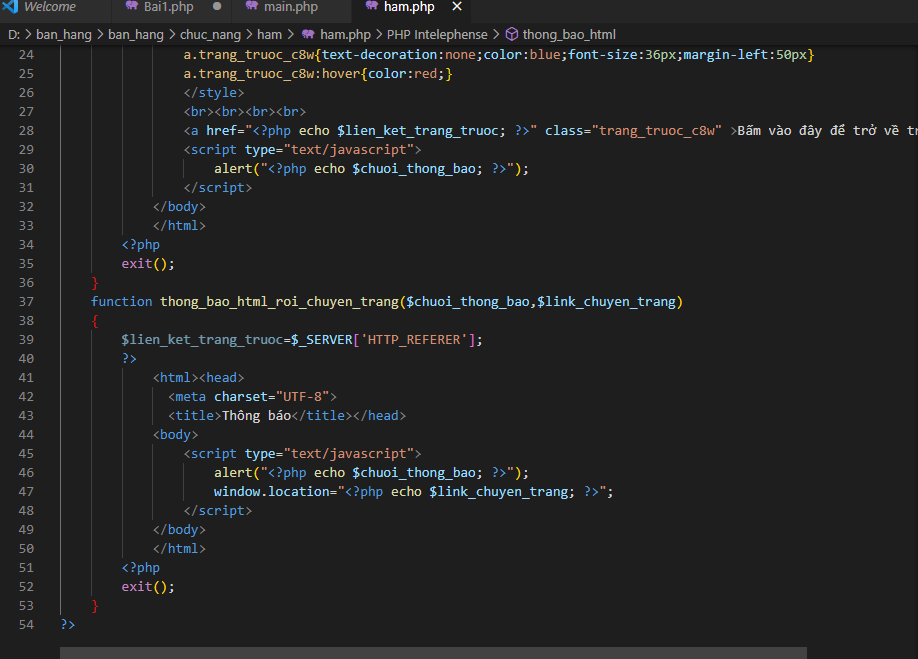 Welcome Bai1.php main.php ham.php
D: > ban_hang > ban_hang > chuc_nang > ham > ham.php > PHP Intelephense > thong_bao_html
24 a.trang_truoc_c8w{text-decoration:none;color:blue;font-size:36px;margin-left:50px}
25 a.trang_truoc_c8w:hover{color:red;}
26 </style>
27 <br><br><br><br>
28 <a href="<?php echo $lien_ket_trang_truoc; ?>" class="trang_truoc_c8w" >Bấm vào đây để trở về
29 <script type="text/javascript">
30 alert("<?php echo $chuoi_thong_bao; ?>");
31 </script>
32 </body>
33 </html>
34 <?php
35 exit();
36 }
37 function thong_bao_html_roi_chuyen_trang($chuoi_thong_bao,$link_chuyen_trang)
38 {
39 $lien_ket_trang_truoc=$_SERVER['HTTP_REFERER'];
40 ?>
41 <html><head>
42 <meta charset="UTF-8">
43 <title>Thông báo</title></head>
44 <body>
45 <script type="text/javascript">
46 alert("<?php echo $chuoi_thong_bao; ?>");
47 window.location="<?php echo $link_chuyen_trang; ?>";
48 </script>
49 </body>
50 </html>
51 <?php
52 exit();
53 }
54 ?>